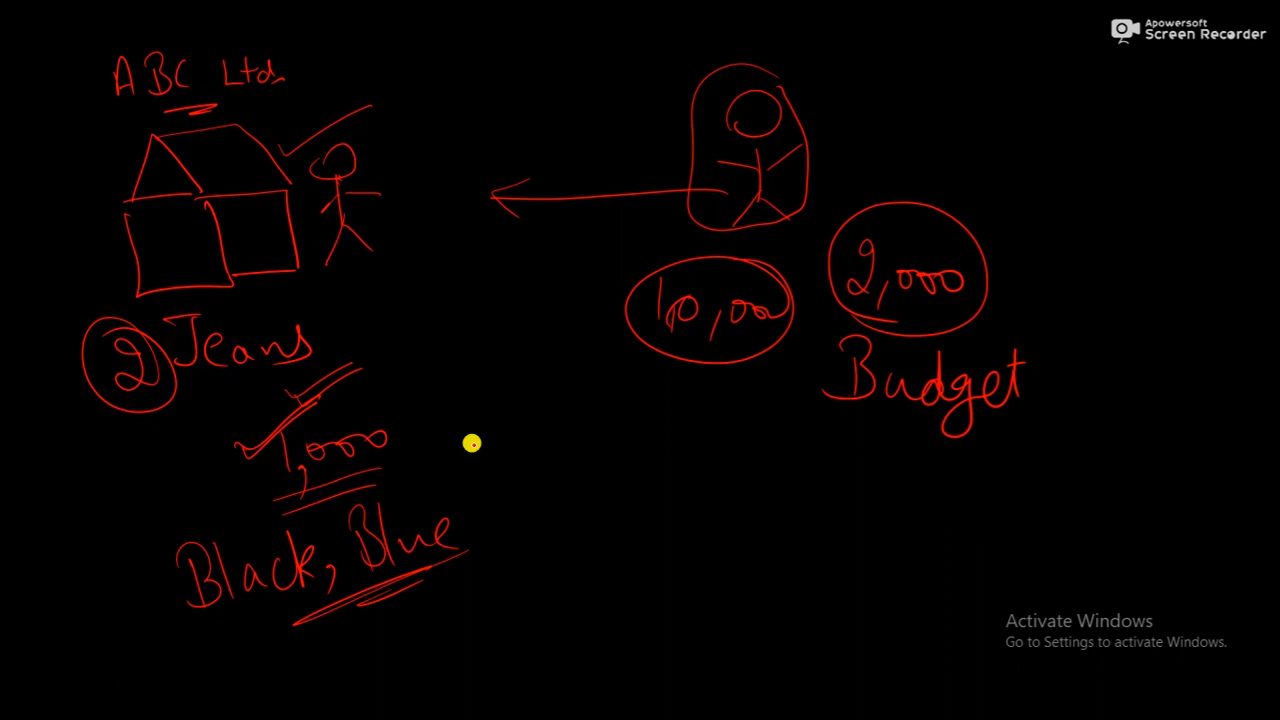 Apowersoft
Screen Recorder
ABC Ltd.
2,000
10,000
2 Jeans
Budget
1,000
Black, Blue
Activate Windows
Go to Settings to activate Windows.